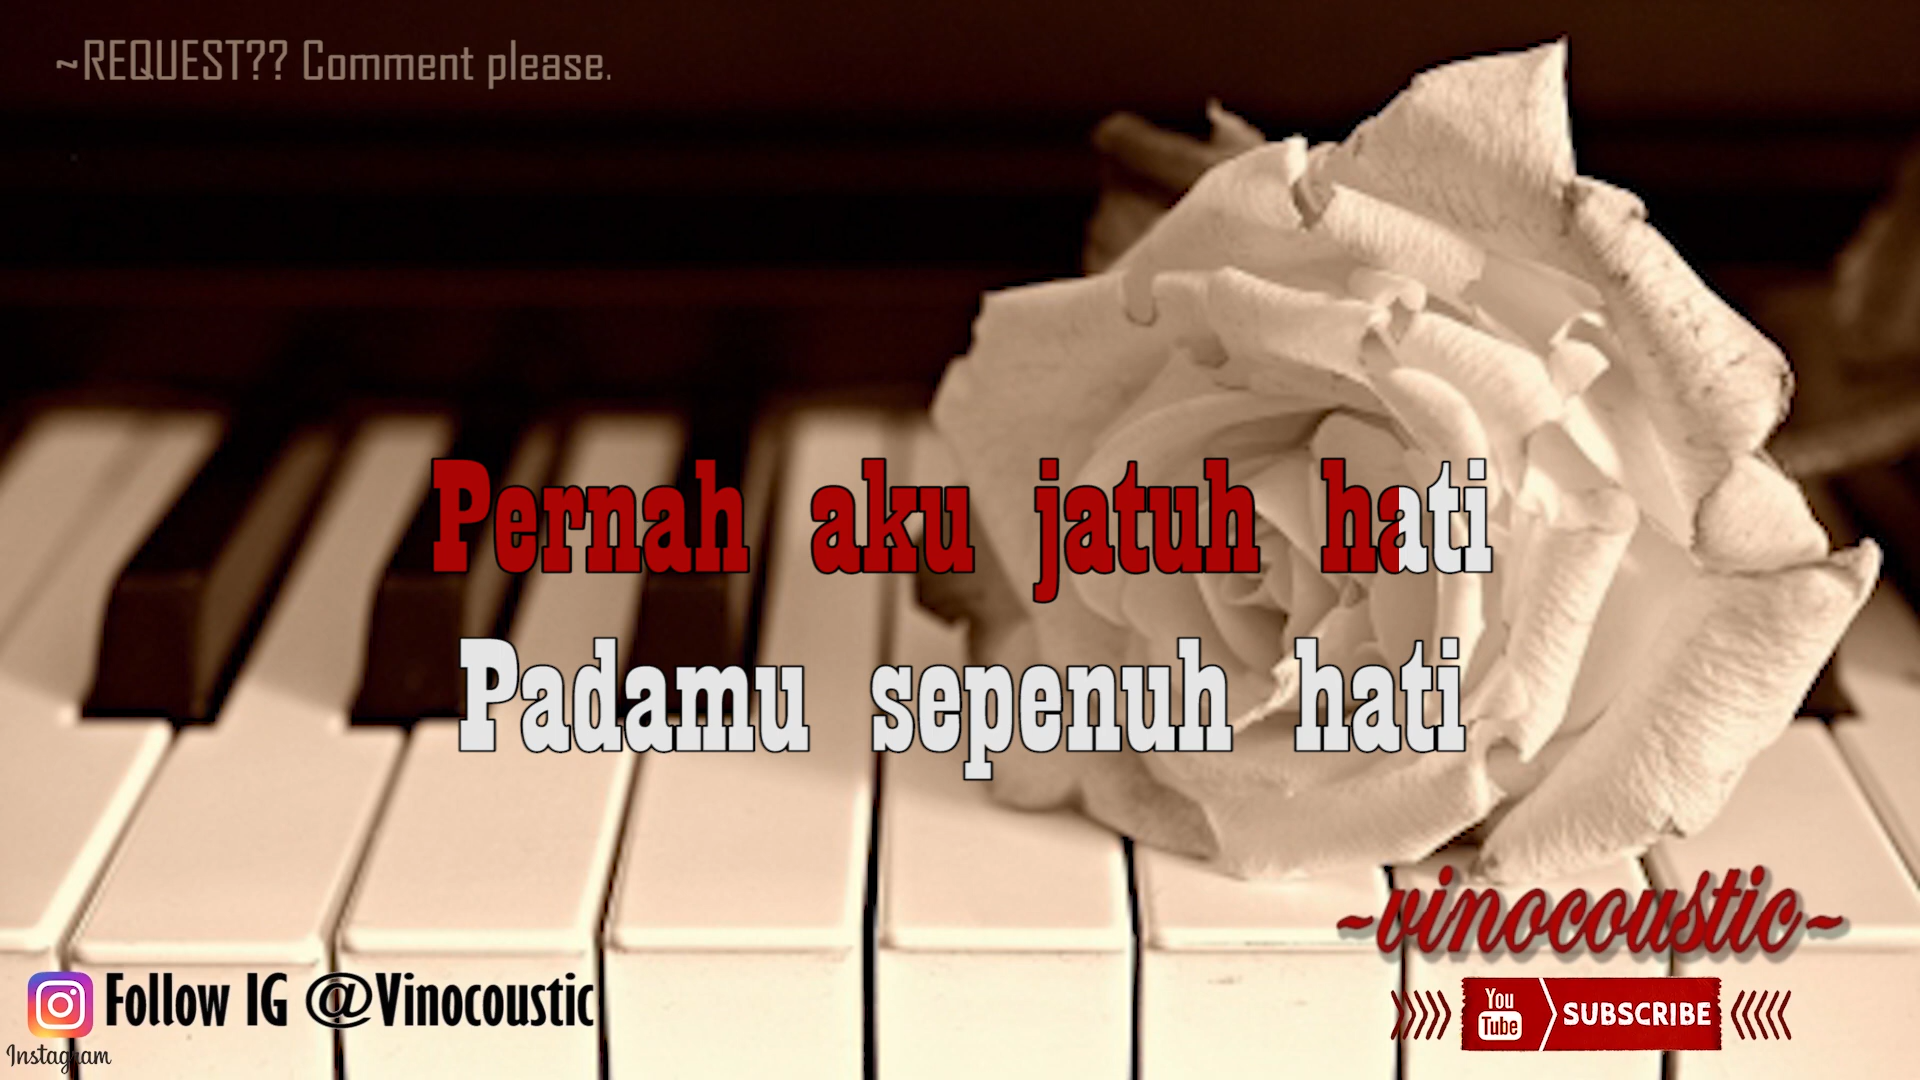 ~REQUEST?? Comment please.
Pernah aku jatuh hati
Padamu sepenuh hati
~vinocoustic~
Follow IG @Vinocoustic
Instagram
You
Tube
SUBSCRIBE